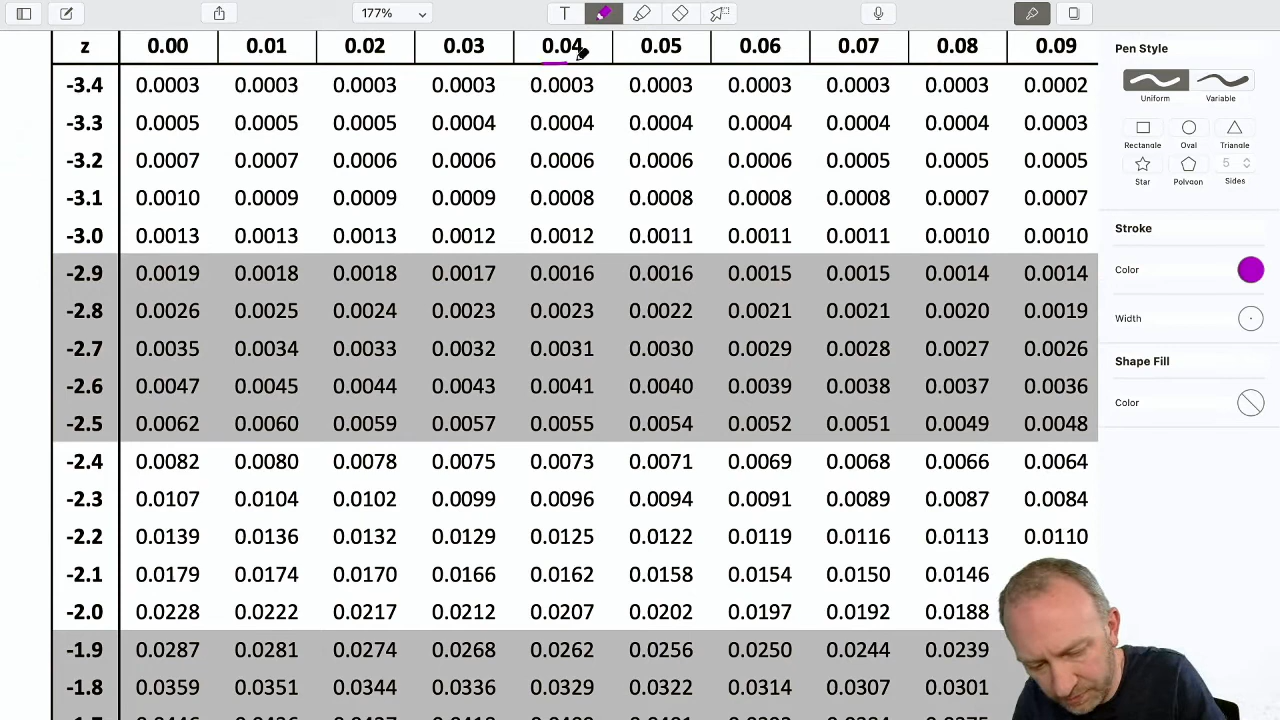 177%
T
z 0.00 0.01 0.02 0.03 0.04 0.05 0.06 0.07 0.08 0.09
-3.4 0.0003 0.0003 0.0003 0.0003 0.0003 0.0003 0.0003 0.0003 0.0003 0.0002
-3.3 0.0005 0.0005 0.0005 0.0004 0.0004 0.0004 0.0004 0.0004 0.0004 0.0003
-3.2 0.0007 0.0007 0.0006 0.0006 0.0006 0.0006 0.0006 0.0005 0.0005 0.0005
-3.1 0.0010 0.0009 0.0009 0.0009 0.0008 0.0008 0.0008 0.0008 0.0007 0.0007
-3.0 0.0013 0.0013 0.0013 0.0012 0.0012 0.0011 0.0011 0.0011 0.0010 0.0010
-2.9 0.0019 0.0018 0.0018 0.0017 0.0016 0.0016 0.0015 0.0015 0.0014 0.0014
-2.8 0.0026 0.0025 0.0024 0.0023 0.0023 0.0022 0.0021 0.0021 0.0020 0.0019
-2.7 0.0035 0.0034 0.0033 0.0032 0.0031 0.0030 0.0029 0.0028 0.0027 0.0026
-2.6 0.0047 0.0045 0.0044 0.0043 0.0041 0.0040 0.0039 0.0038 0.0037 0.0036
-2.5 0.0062 0.0060 0.0059 0.0057 0.0055 0.0054 0.0052 0.0051 0.0049 0.0048
-2.4 0.0082 0.0080 0.0078 0.0075 0.0073 0.0071 0.0069 0.0068 0.0066 0.0064
-2.3 0.0107 0.0104 0.0102 0.0099 0.0096 0.0094 0.0091 0.0089 0.0087 0.0084
-2.2 0.0139 0.0136 0.0132 0.0129 0.0125 0.0122 0.0119 0.0116 0.0113 0.0110
-2.1 0.0179 0.0174 0.0170 0.0166 0.0162 0.0158 0.0154 0.0150 0.0146
-2.0 0.0228 0.0222 0.0217 0.0212 0.0207 0.0202 0.0197 0.0192 0.0188
-1.9 0.0287 0.0281 0.0274 0.0268 0.0262 0.0256 0.0250 0.0244 0.0239
-1.8 0.0359 0.0351 0.0344 0.0336 0.0329 0.0322 0.0314 0.0307 0.0301
Pen Style
Uniform Variable
Rectangle Oval Triangle
5
Star Polygon Sides
Stroke
Color
Width
Shape Fill
Color